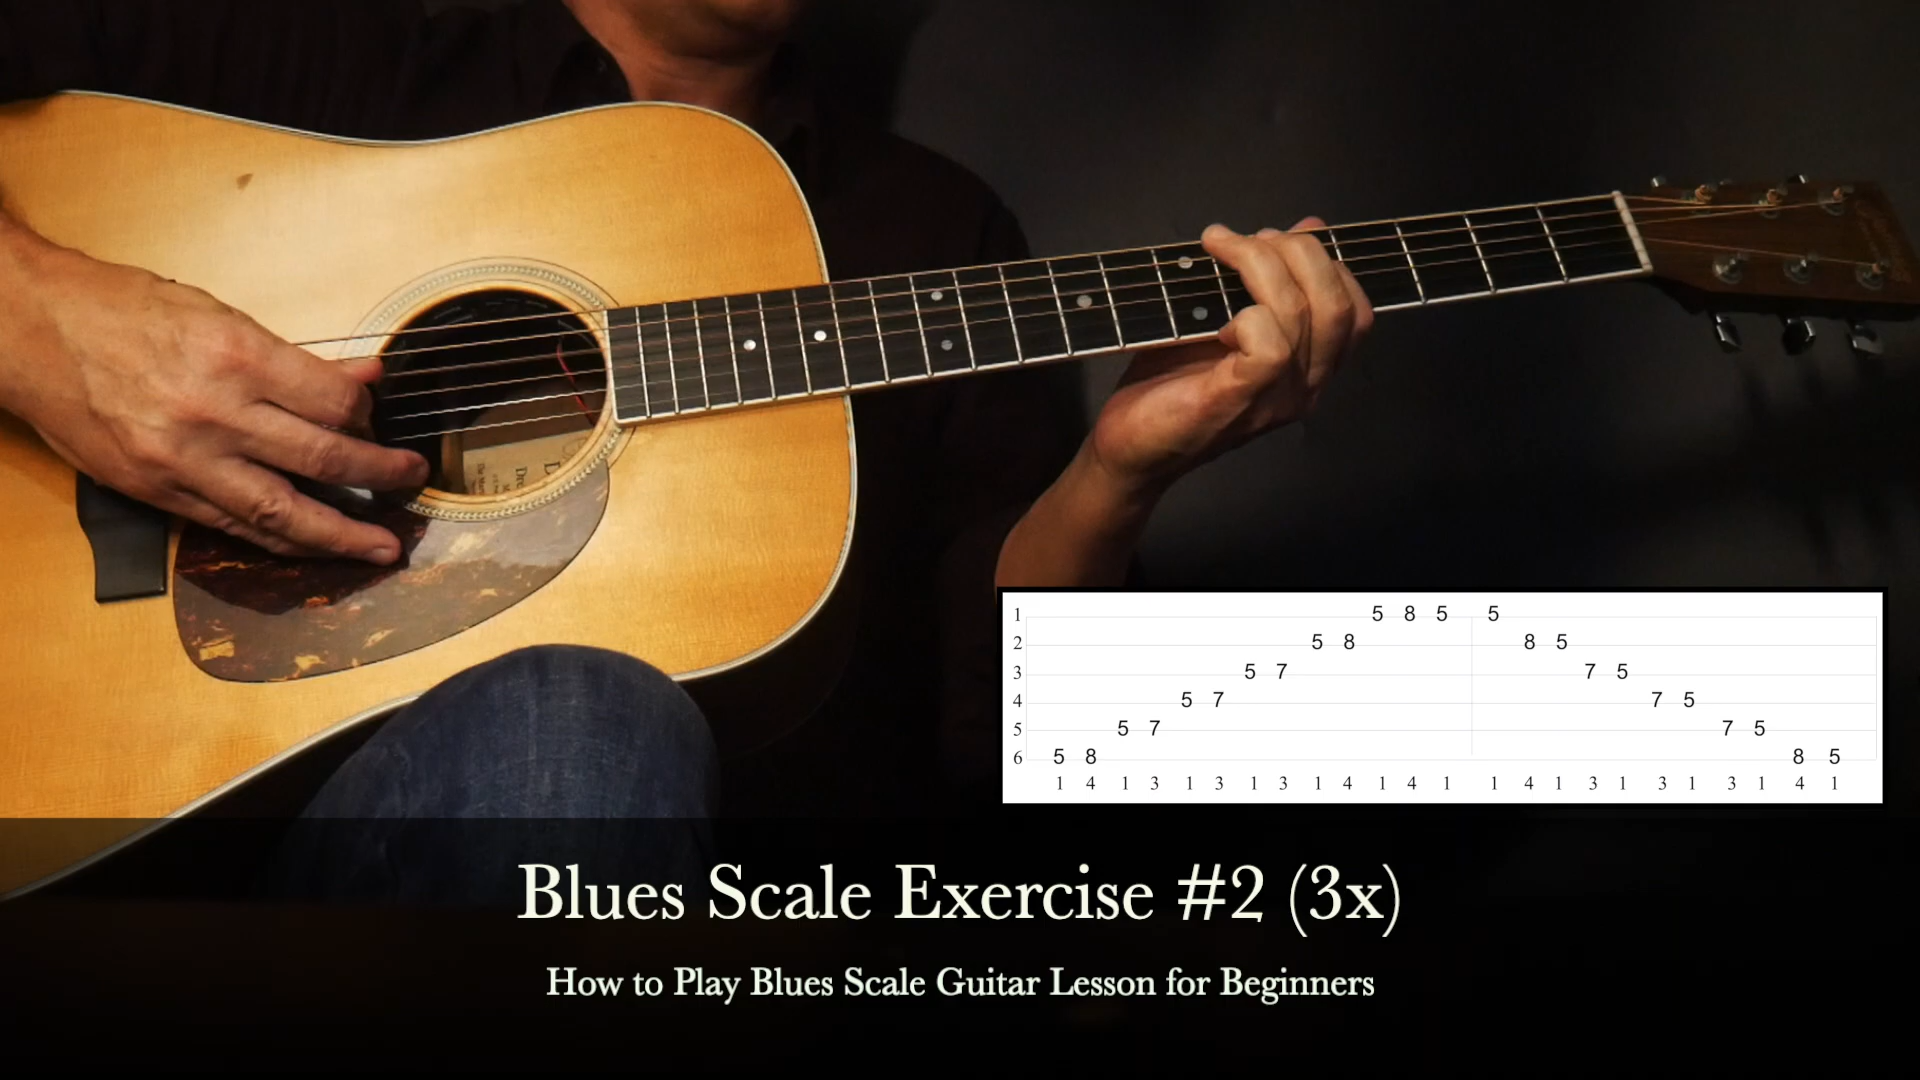 1 5 8 5 5
2 5 8 8 5
3 5 7 7 5
4 5 7 7 5
5 5 7 7 5
6 5 8 8 5
1 4 1 3 1 3 1 3 1 4 1 4 1 1 4 1 3 1 3 1 3 1 4 1
Blues Scale Exercise #2 (3x)
How to Play Blues Scale Guitar Lesson for Beginners